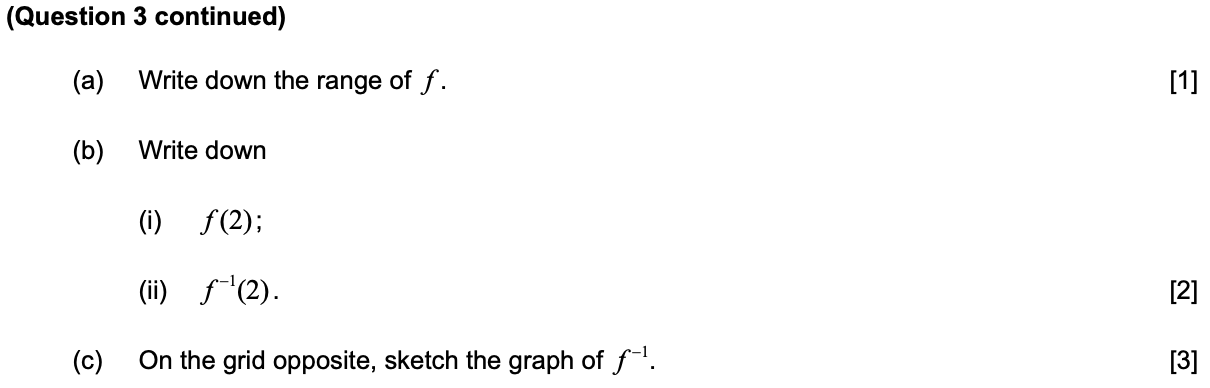 (Question 3 continued)
(a) Write down the range of f. [1]
(b) Write down
(i) f(2);
(ii) f⁻¹(2). [2]
(c) On the grid opposite, sketch the graph of f⁻¹. [3]